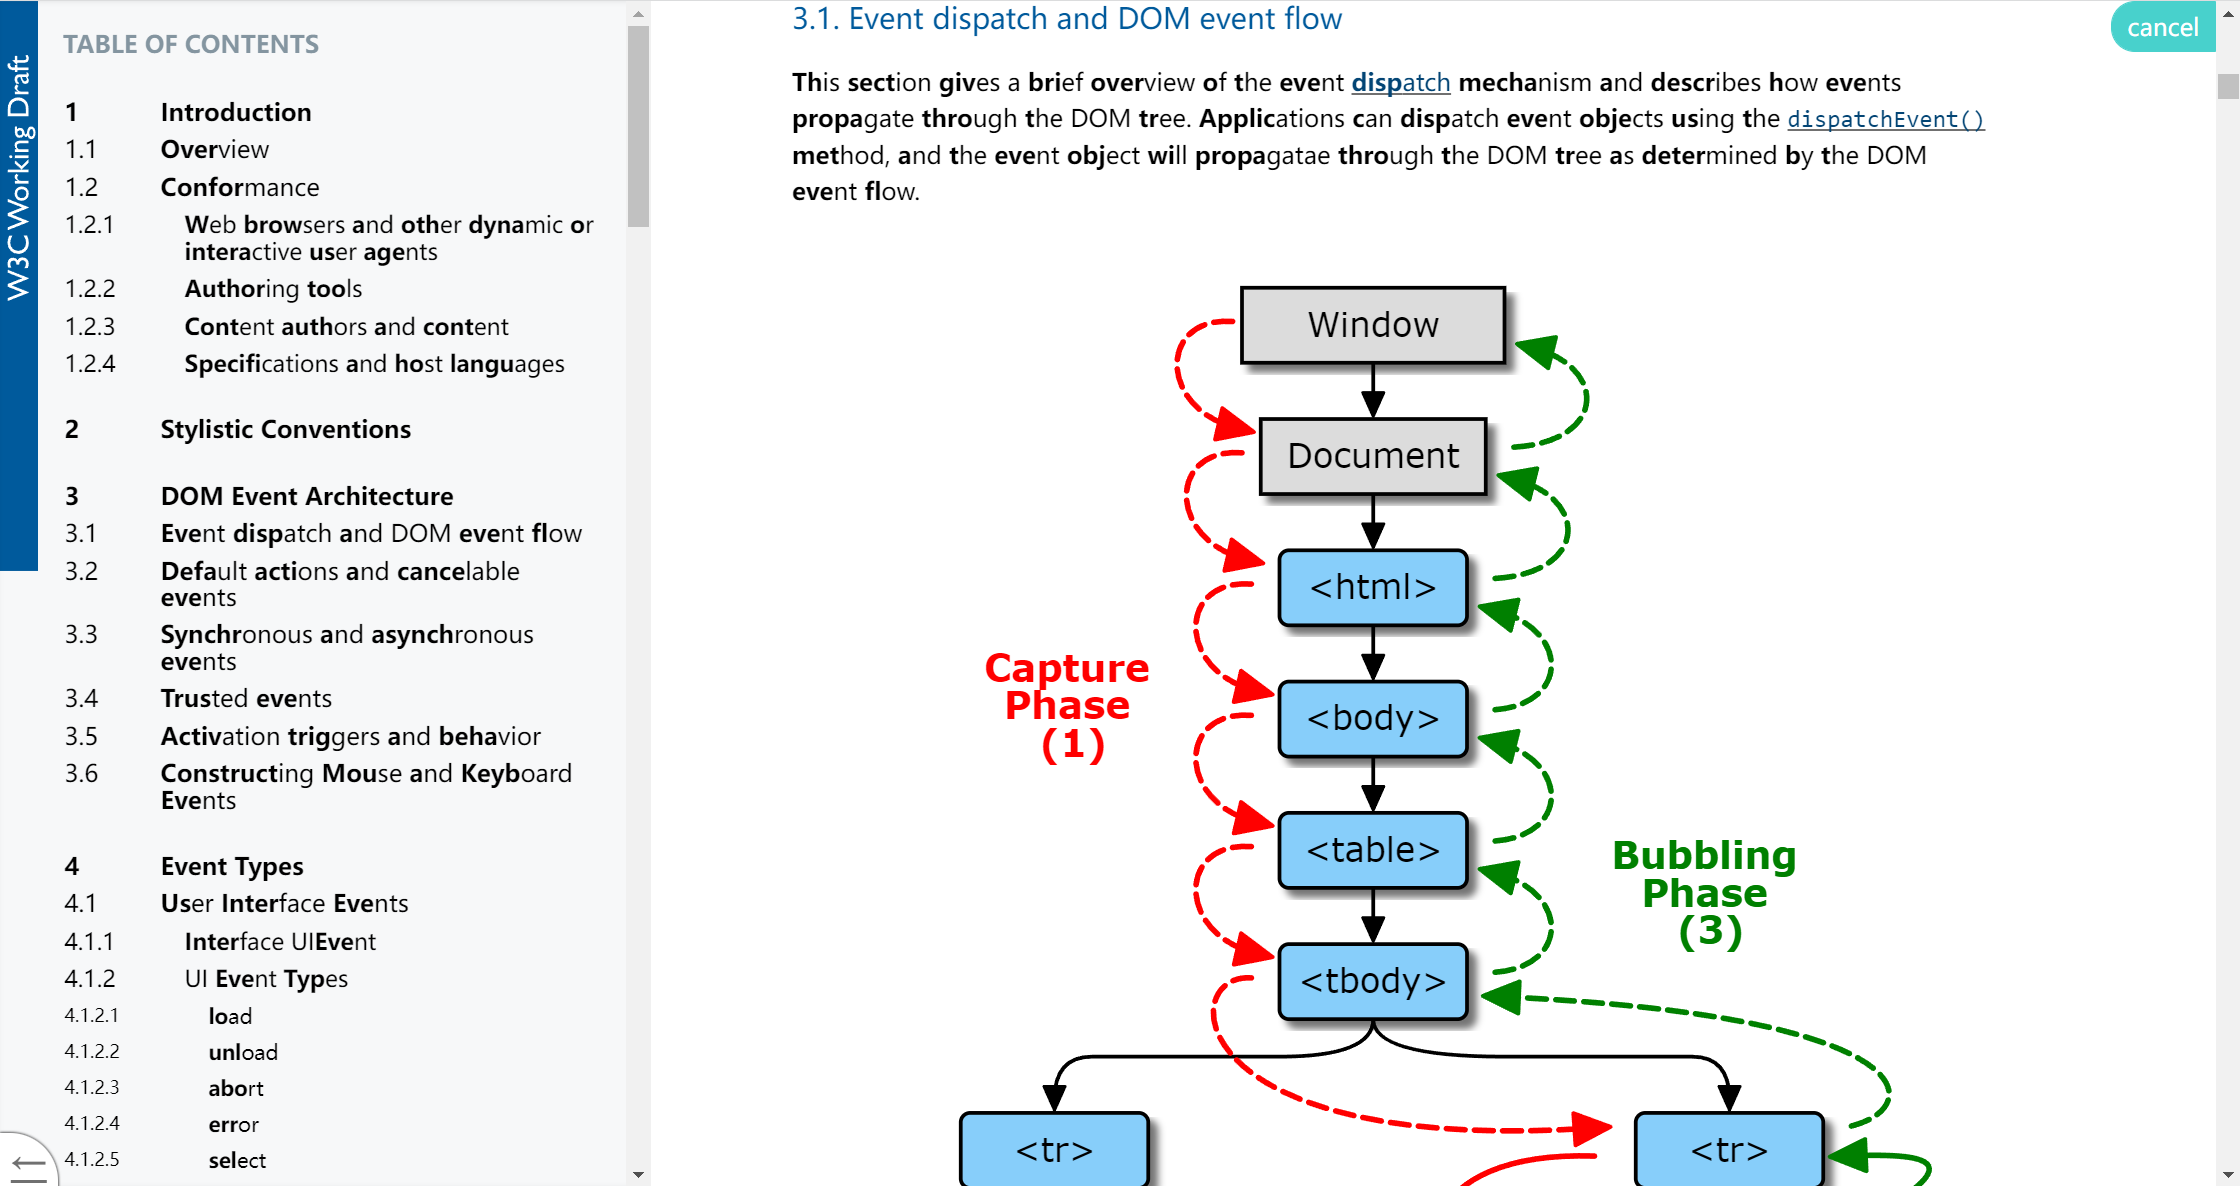 W3C Working Draft
TABLE OF CONTENTS
1 Introduction
1.1 Overview
1.2 Conformance
1.2.1 Web browsers and other dynamic or
interactive user agents
1.2.2 Authoring tools
1.2.3 Content authors and content
1.2.4 Specifications and host languages
2 Stylistic Conventions
3 DOM Event Architecture
3.1 Event dispatch and DOM event flow
3.2 Default actions and cancelable
events
3.3 Synchronous and asynchronous
events
3.4 Trusted events
3.5 Activation triggers and behavior
3.6 Constructing Mouse and Keyboard
Events
4 Event Types
4.1 User Interface Events
4.1.1 Interface UIEvent
4.1.2 UI Event Types
4.1.2.1 load
4.1.2.2 unload
4.1.2.3 abort
4.1.2.4 error
4.1.2.5 select
3.1. Event dispatch and DOM event flow
cancel
This section gives a brief overview of the event dispatch mechanism and describes how events
propagate through the DOM tree. Applications can dispatch event objects using the dispatchEvent()
method, and the event object will propagatae through the DOM tree as determined by the DOM
event flow.
Window
Document
<html>
Capture
Phase
(1)
<body>
<table>
Bubbling
Phase
(3)
<tbody>
<tr>
<tr>